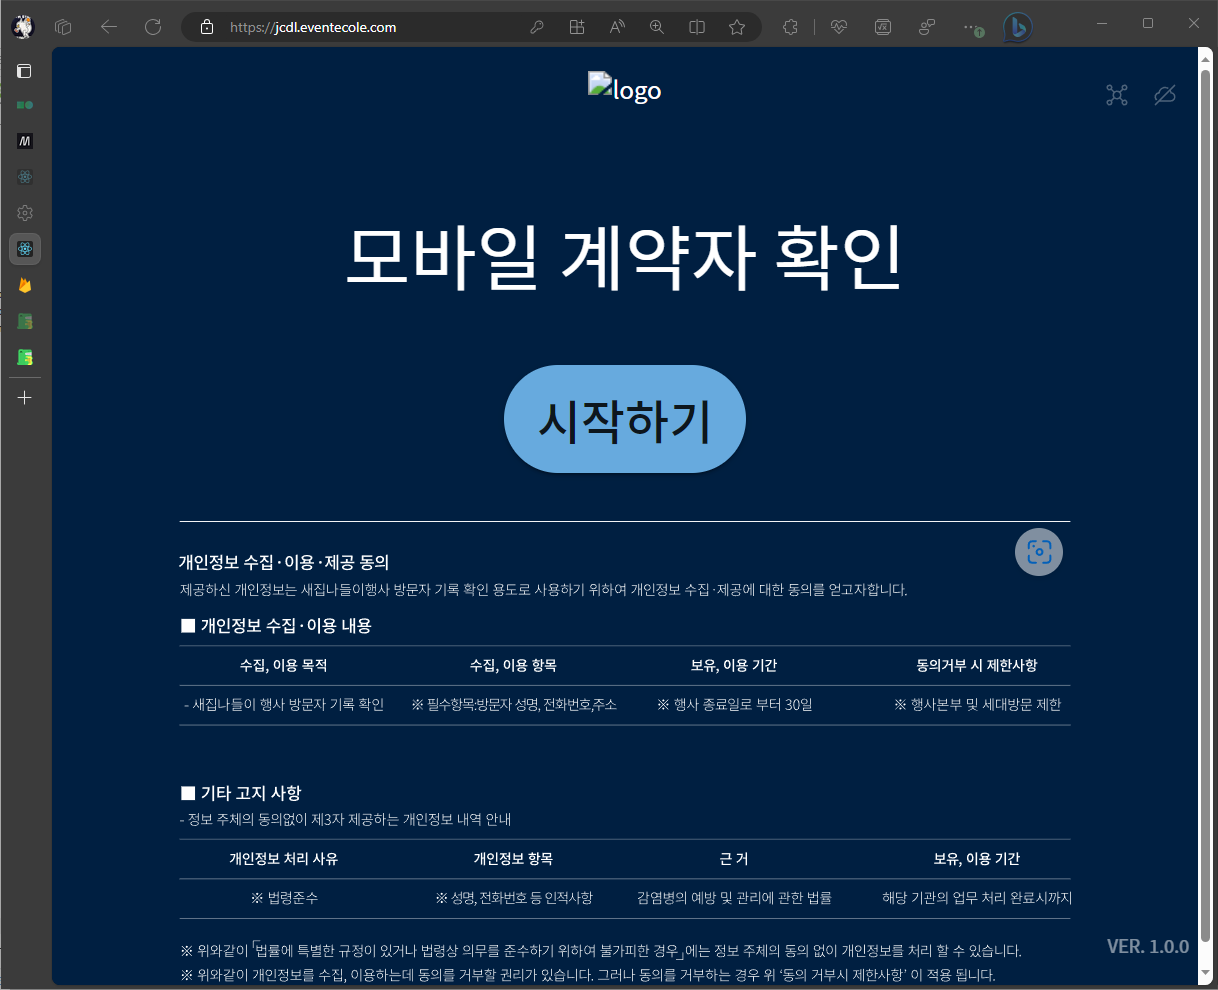 https://jcdl.eventecole.com
logo
모바일 계약자 확인
시작하기
개인정보 수집·이용·제공 동의
제공하신 개인정보는 새집나들이행사 방문자 기록 확인 용도로 사용하기 위하여 개인정보 수집·제공에 대한 동의를 얻고자합니다.
■ 개인정보 수집·이용 내용
수집, 이용 목적 수집, 이용 항목 보유, 이용 기간 동의거부 시 제한사항
- 새집나들이 행사 방문자 기록 확인 ※ 필수항목:방문자 성명, 전화번호,주소 ※ 행사 종료일로 부터 30일 ※ 행사본부 및 세대방문 제한
■ 기타 고지 사항
- 정보 주체의 동의없이 제3자 제공하는 개인정보 내역 안내
개인정보 처리 사유 개인정보 항목 근 거 보유, 이용 기간
※ 법령준수 ※ 성명, 전화번호 등 인적사항 감염병의 예방 및 관리에 관한 법률 해당 기관의 업무 처리 완료시까지
※ 위와같이 「법률에 특별한 규정이 있거나 법령상 의무를 준수하기 위하여 불가피한 경우」에는 정보 주체의 동의 없이 개인정보를 처리 할 수 있습니다.
VER. 1.0.0
※ 위와같이 개인정보를 수집, 이용하는데 동의를 거부할 권리가 있습니다. 그러나 동의를 거부하는 경우 위 ‘동의 거부시 제한사항’ 이 적용 됩니다.